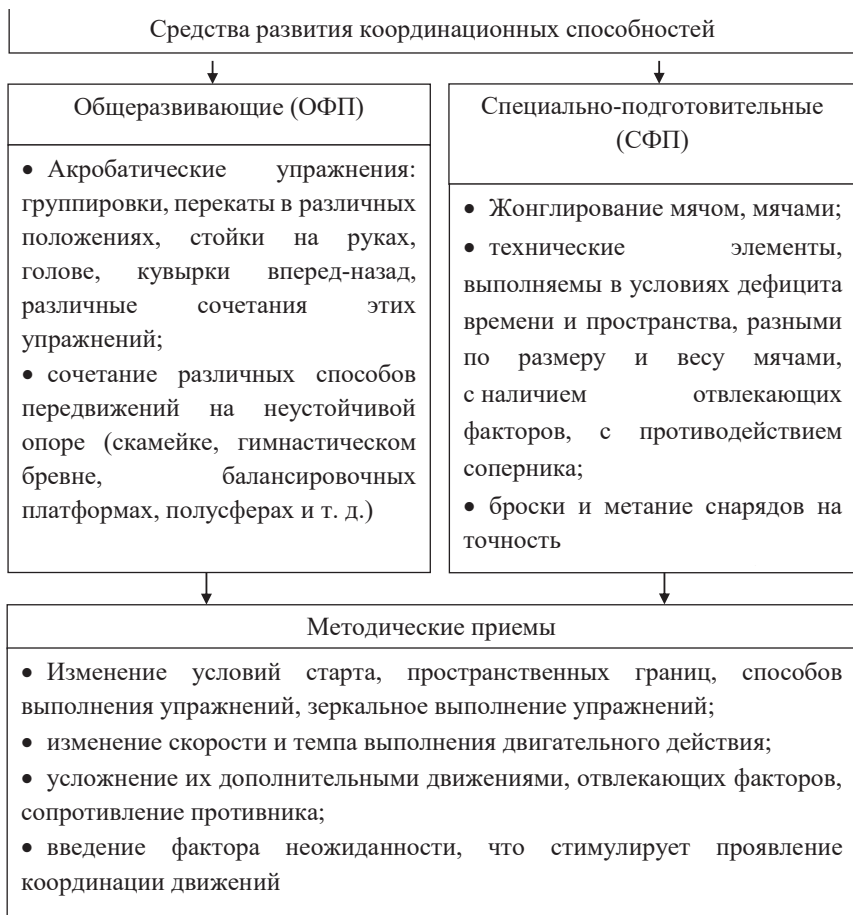 Средства развития координационных способностей
Общеразвивающие (ОФП)
• Акробатические упражнения:
группировки, перекаты в различных
положениях, стойки на руках,
голове, кувырки вперед-назад,
различные сочетания этих
упражнений;
• сочетание различных способов
передвижений на неустойчивой
опоре (скамейке, гимнастическом
бревне, балансировочных
платформах, полусферах и т. д.)
Специально-подготовительные
(СФП)
• Жонглирование мячом, мячами;
• технические элементы,
выполняемы в условиях дефицита
времени и пространства, разными
по размеру и весу мячами,
с наличием отвлекающих
факторов, с противодействием
соперника;
• броски и метание снарядов на
точность
Методические приемы
• Изменение условий старта, пространственных границ, способов
выполнения упражнений, зеркальное выполнение упражнений;
• изменение скорости и темпа выполнения двигательного действия;
• усложнение их дополнительными движениями, отвлекающих факторов,
сопротивление противника;
• введение фактора неожиданности, что стимулирует проявление
координации движений